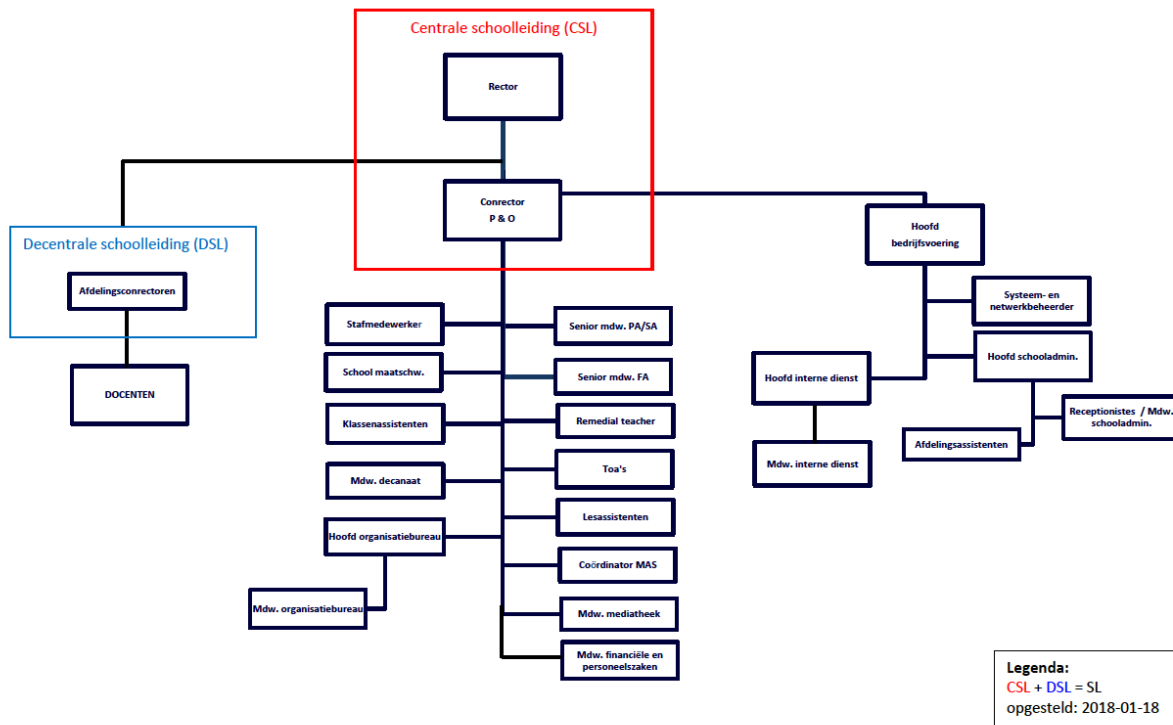 Centrale schoolleiding (CSL)
Rector
Conrector
P & O
Decentrale schoolleiding (DSL)
Afdelingsconrectoren
DOCENTEN
Hoofd
bedrijfsvoering
Systeem- en
netwerkbeheerder
Hoofd schooladmin.
Hoofd interne dienst
Receptionistes / Mdw.
schooladmin.
Afdelingsassistenten
Mdw. interne dienst
Stafmedewerker
Senior mdw. PA/SA
School maatschw.
Senior mdw. FA
Klassenassistenten
Remedial teacher
Mdw. decanaat
Toa's
Lesassistenten
Hoofd organisatiebureau
Coördinator MAS
Mdw. organisatiebureau
Mdw. mediatheek
Mdw. financiële en
personeelszaken
Legenda:
CSL + DSL = SL
opgesteld: 2018-01-18